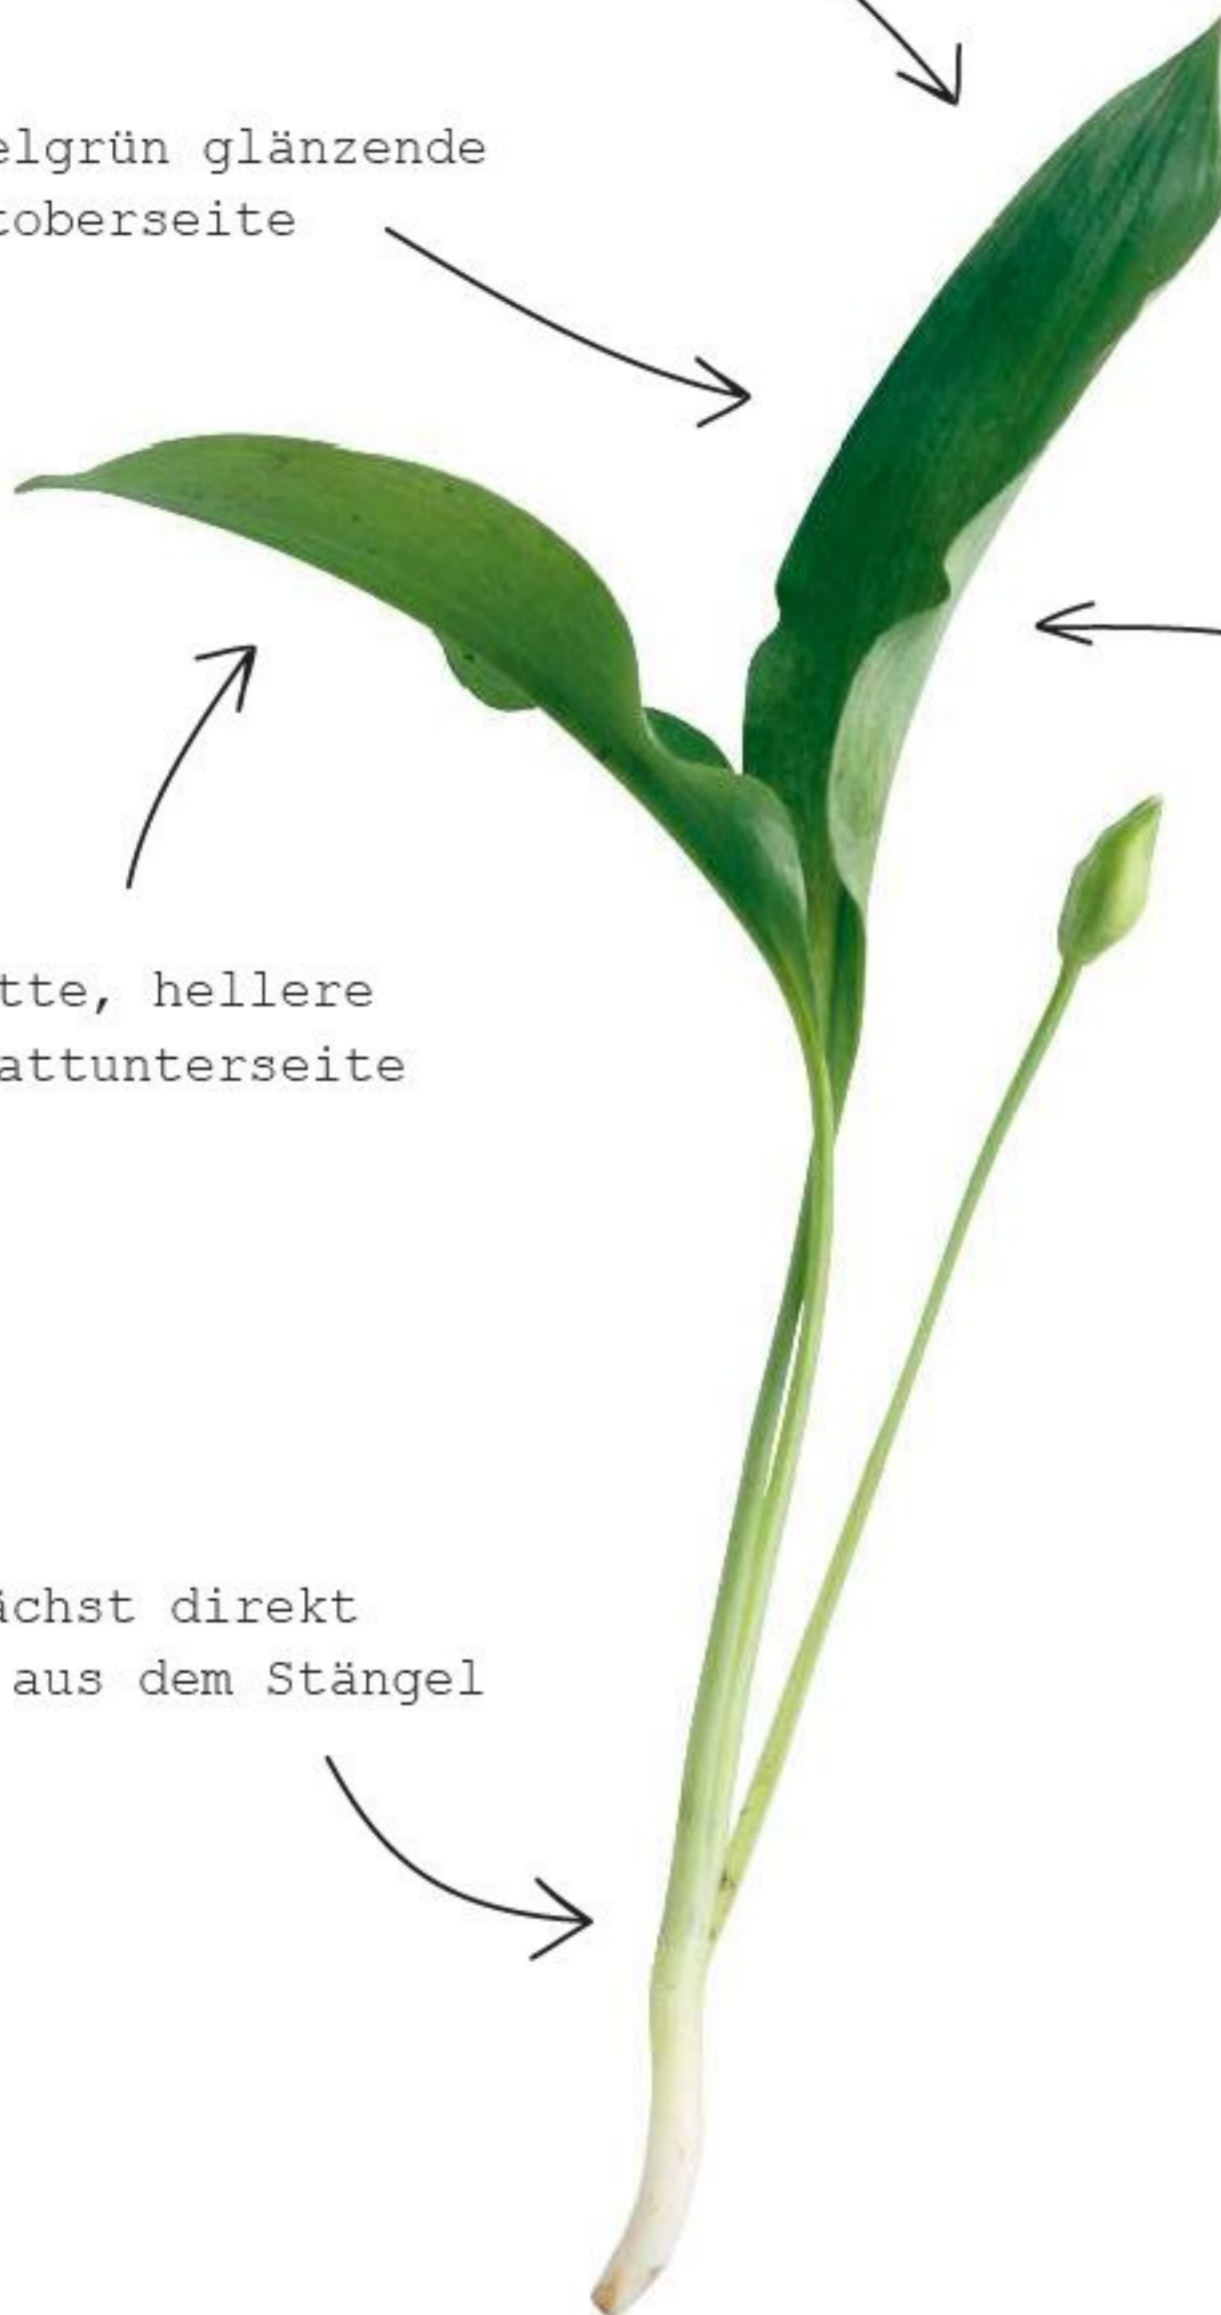 elgrün glänzende
toberseite
tte, hellere
attunterseite
ächst direkt
aus dem Stängel